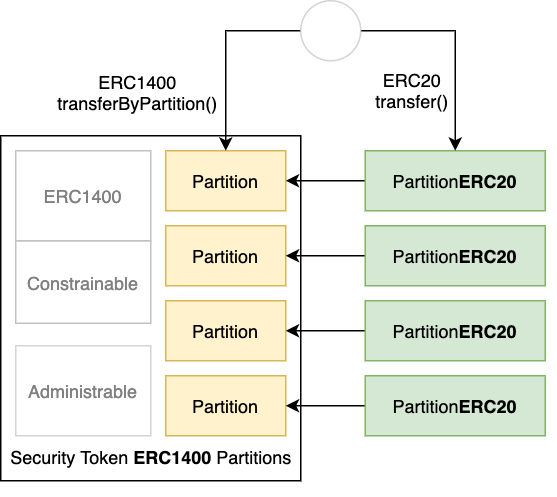 ERC1400
transferByPartition()
ERC20
transfer()
ERC1400
Constrainable
Administrable
Partition
Partition
Partition
Partition
PartitionERC20
PartitionERC20
PartitionERC20
PartitionERC20
Security Token ERC1400 Partitions